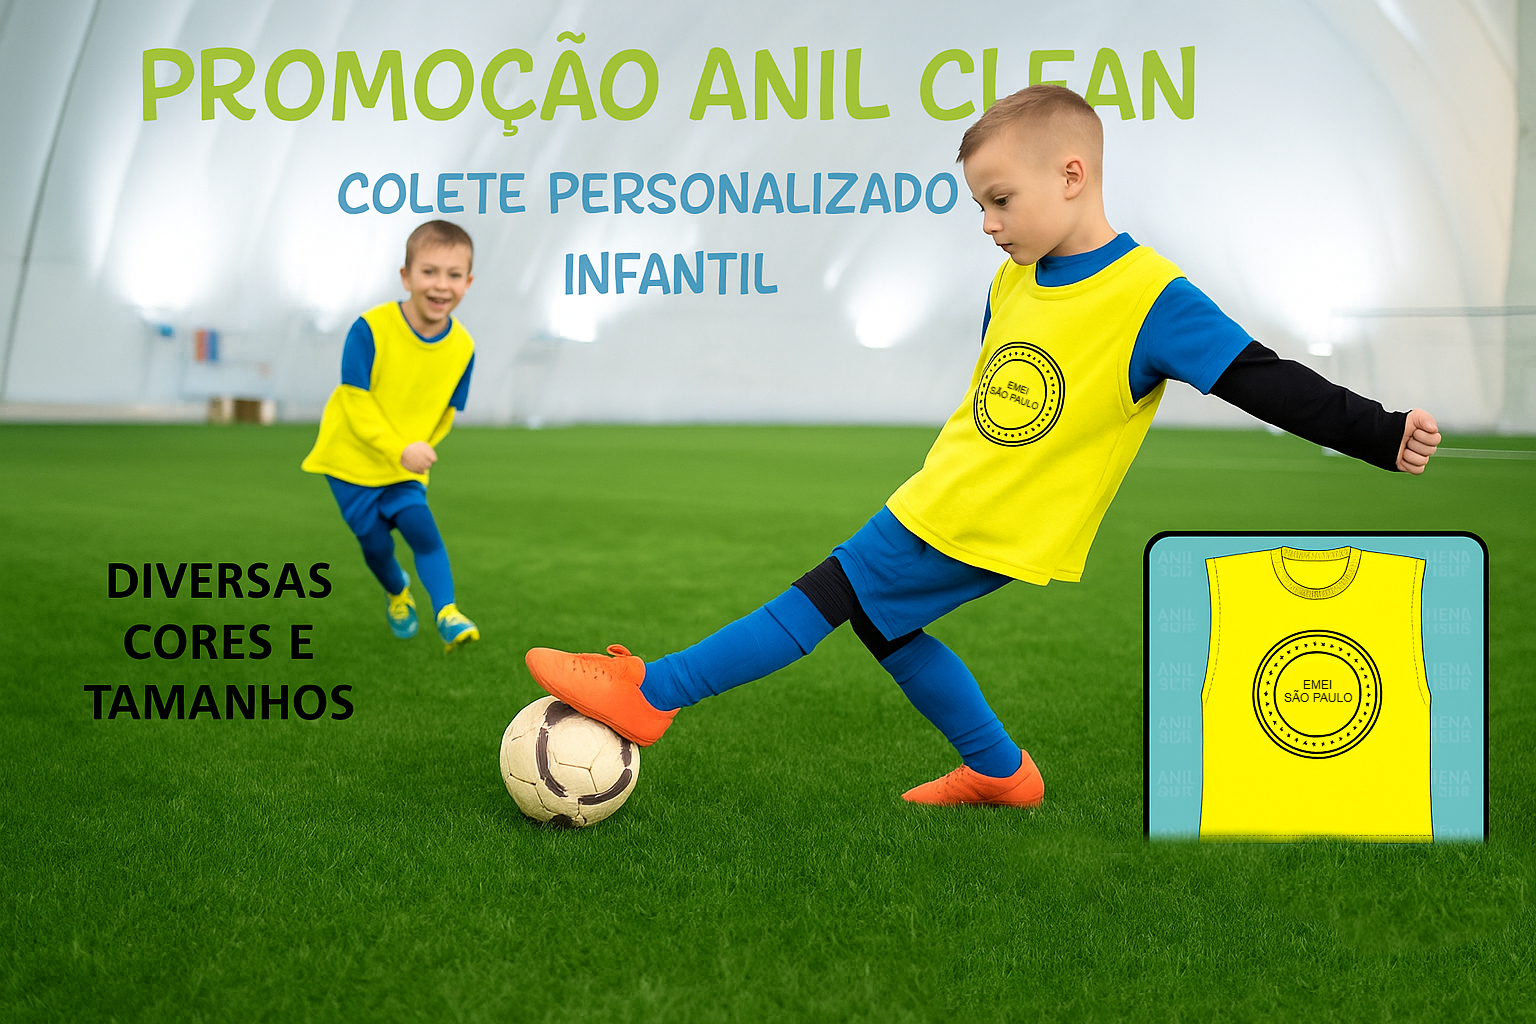 PROMOÇÃO ANIL CLEAN
COLETE PERSONALIZADO
INFANTIL
EMEI
SÃO PAULO
DIVERSAS
CORES E
TAMANHOS
EMEI
SÃO PAULO